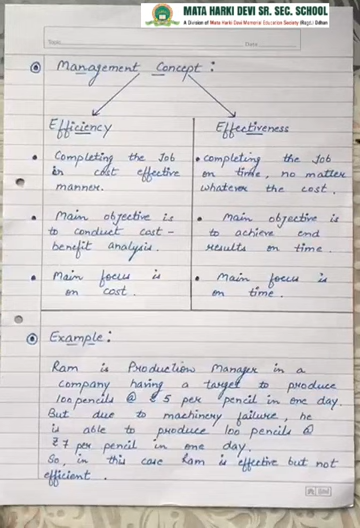 MATA HARKI DEVI SR. SEC. SCHOOL
A Division of Mata Harki Devi Memorial Education Society (Regd.) Odhan
Topic
Date
Management Concept :
Efficiency
Completing the Job
in cost effective
manner.
Main objective is
to conduct cost-
benefit analysis.
Main focus is
on cost.
Effectiveness
completing the Job
on time, no matter
whatever the cost.
Main objective is
to achieve end
results on time.
Main focus is
on time.
Example :
Ram is Production Manager in a
company having a target to produce
100 pencils @ ₹5 per pencil in one day.
But due to machinery failure, he
is able to produce 100 pencils @
₹7 per pencil in one day.
So, in this case Ram is effective but not
efficient.